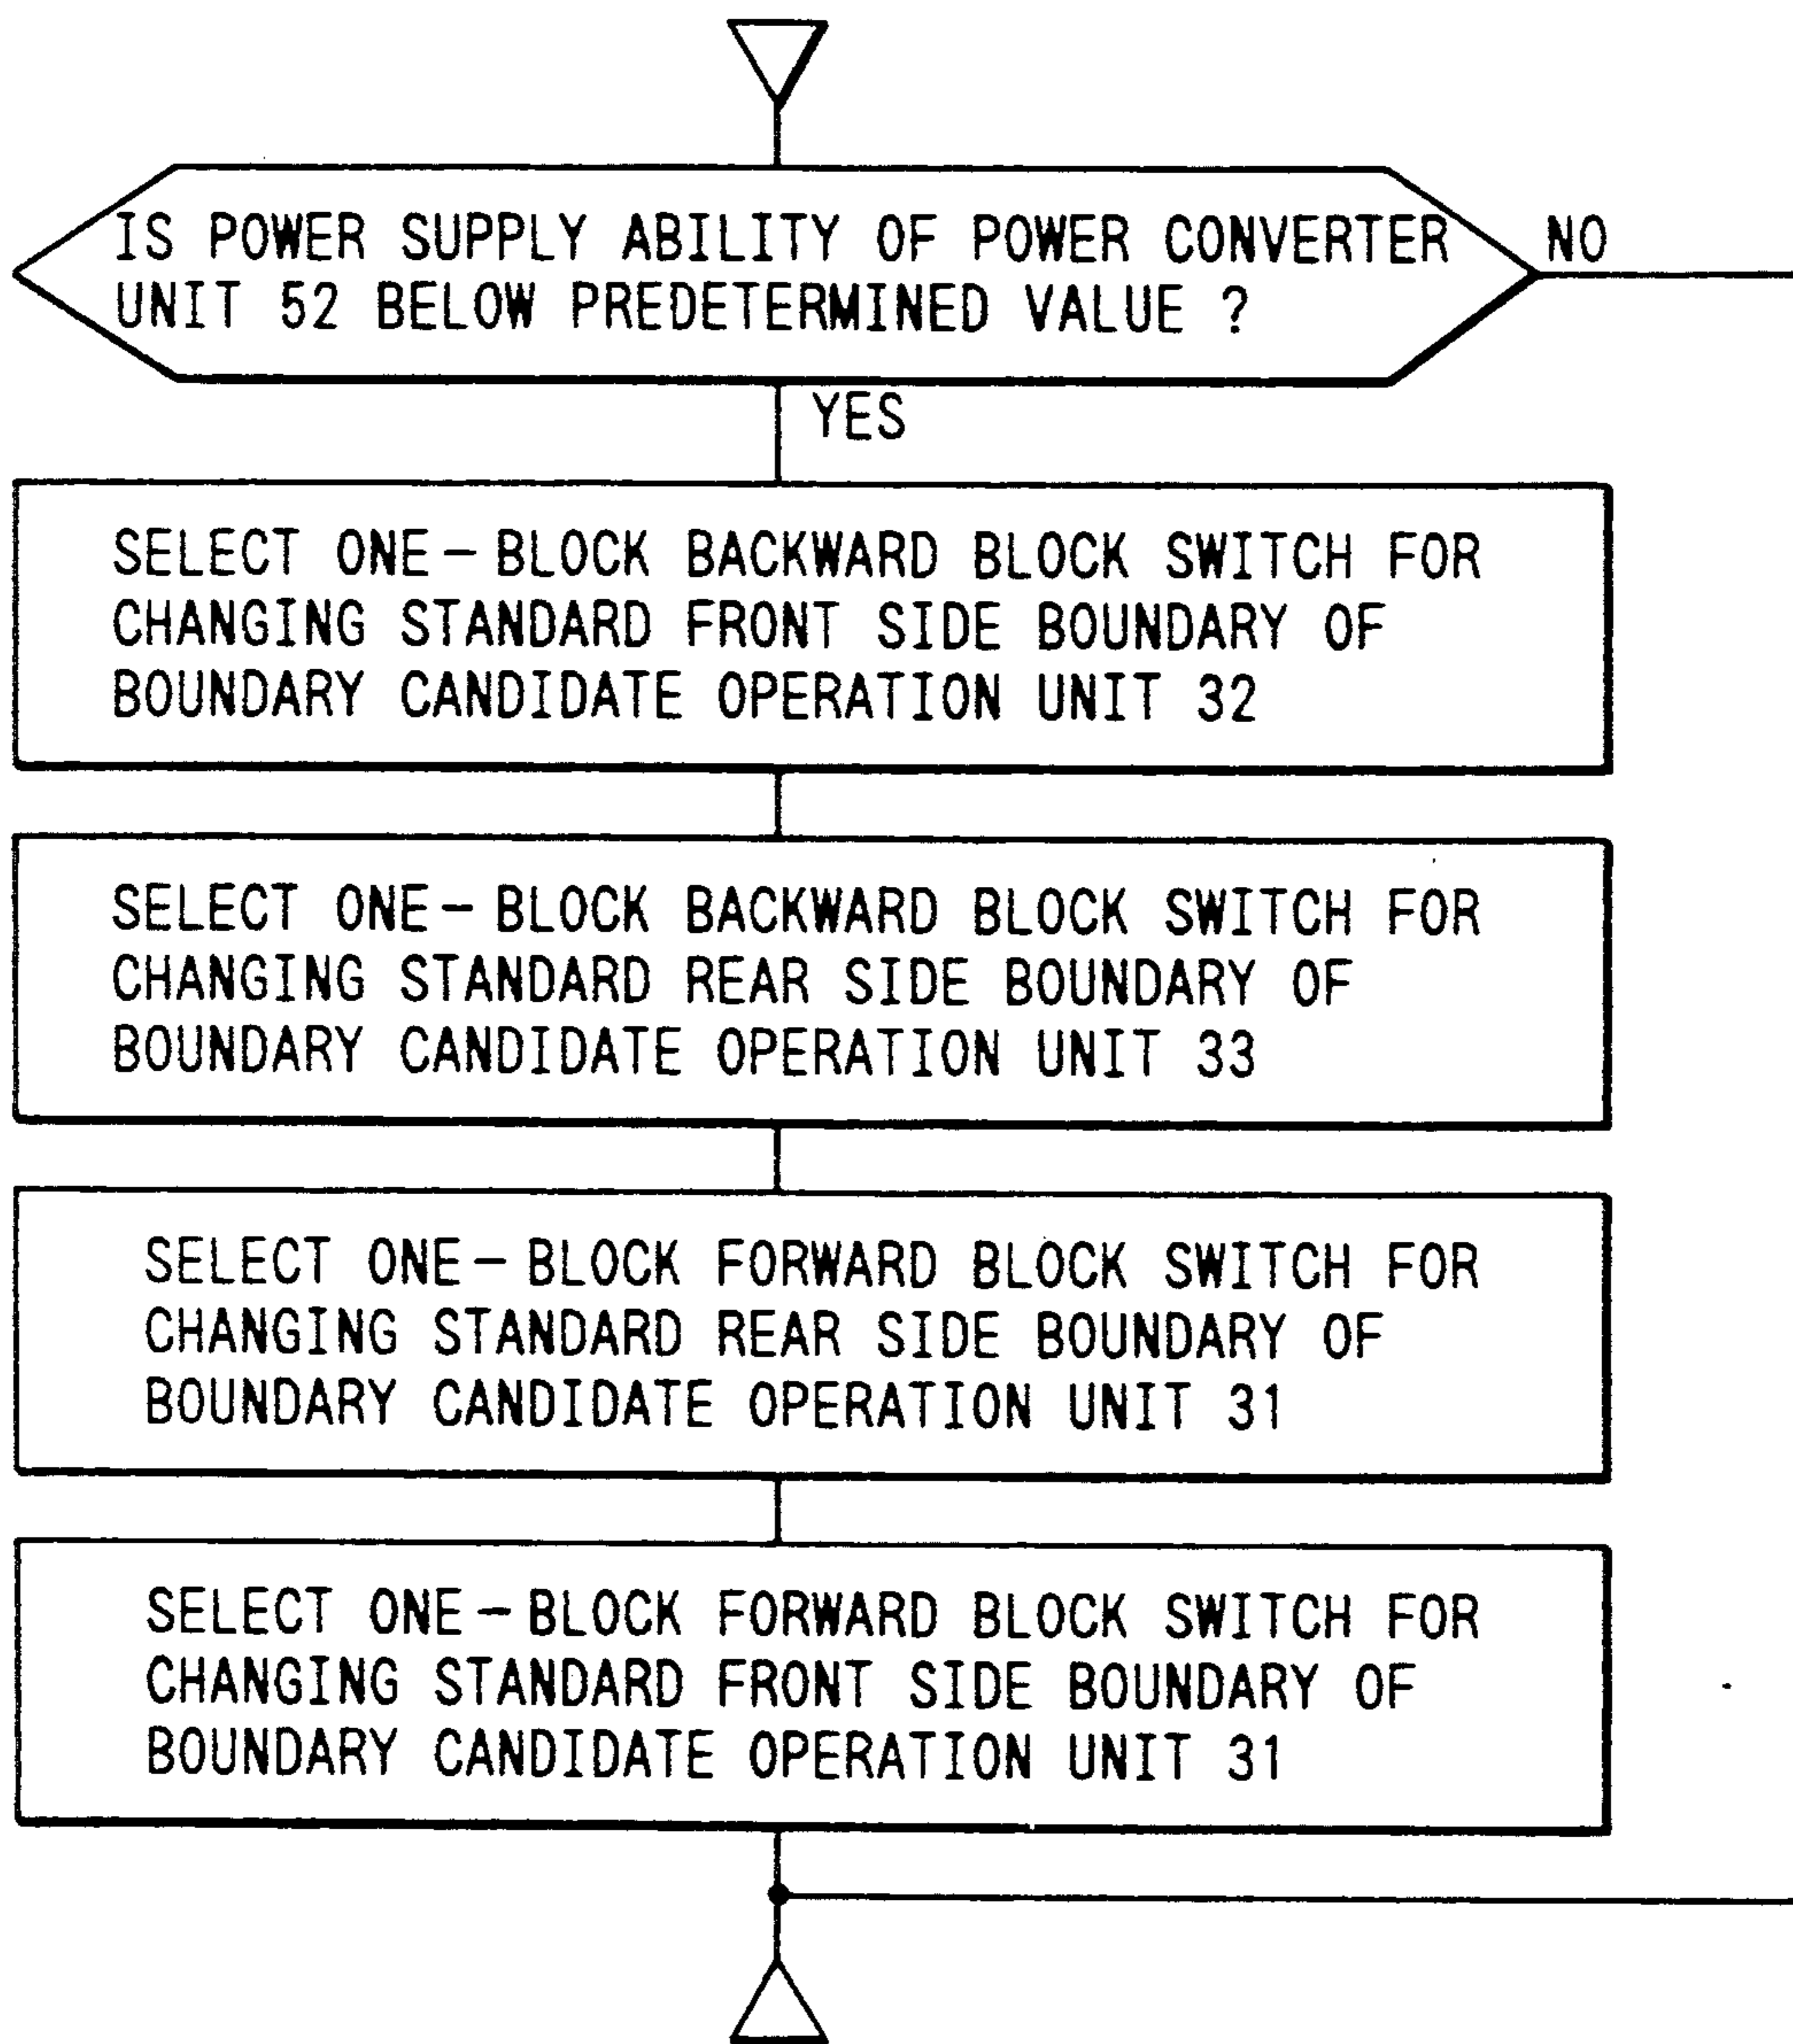 IS POWER SUPPLY ABILITY OF POWER CONVERTER
UNIT 52 BELOW PREDETERMINED VALUE ?
NO
YES
SELECT ONE-BLOCK BACKWARD BLOCK SWITCH FOR
CHANGING STANDARD FRONT SIDE BOUNDARY OF
BOUNDARY CANDIDATE OPERATION UNIT 32
SELECT ONE-BLOCK BACKWARD BLOCK SWITCH FOR
CHANGING STANDARD REAR SIDE BOUNDARY OF
BOUNDARY CANDIDATE OPERATION UNIT 33
SELECT ONE-BLOCK FORWARD BLOCK SWITCH FOR
CHANGING STANDARD REAR SIDE BOUNDARY OF
BOUNDARY CANDIDATE OPERATION UNIT 31
SELECT ONE-BLOCK FORWARD BLOCK SWITCH FOR
CHANGING STANDARD FRONT SIDE BOUNDARY OF
BOUNDARY CANDIDATE OPERATION UNIT 31